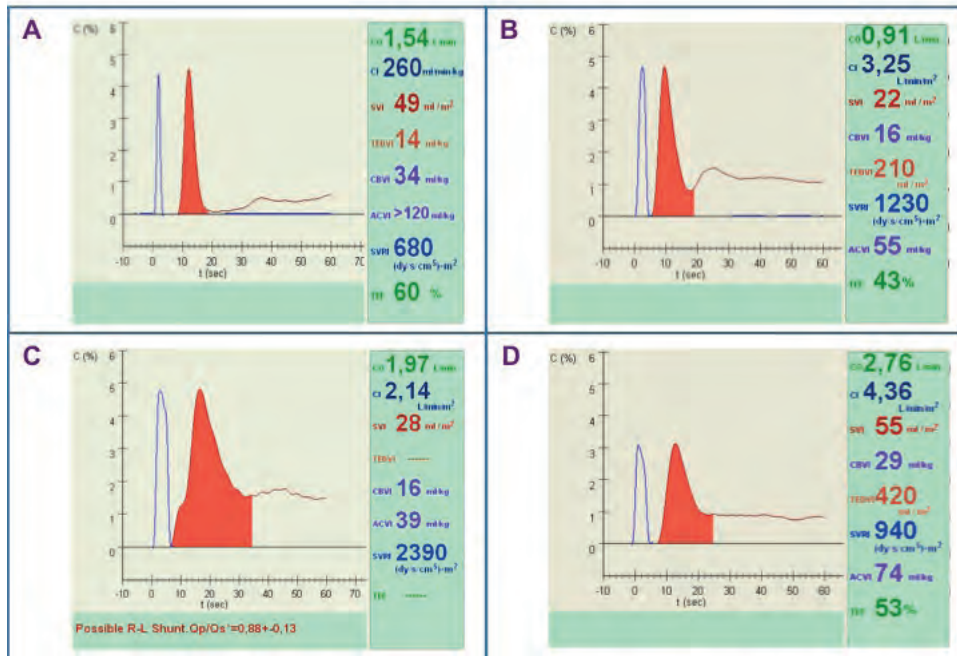 A
C (%)
6
5
4
3
2
1
0
-10 0 10 20 30 40 50 60 70
t (sec)
CO 1,54 L/min
CI 260 ml/min/kg
SVI 49 ml/m²
TEDVI 14 ml/kg
CBVI 34 ml/kg
ACVI >120 ml/kg
SVRI 680
(dy·s/cm⁵)·m²
TEF 60 %
B
C (%)
6
5
4
3
2
1
0
-10 0 10 20 30 40 50 60
t (sec)
CO 0,91 L/min
CI 3,25
L/min/m²
SVI 22 ml/m²
CBVI 16 ml/kg
TEDVI 210
ml/m²
SVRI 1230
(dy·s/cm⁵)·m²
ACVI 55 ml/kg
TEF 43%
C
C (%)
6
5
4
3
2
1
0
-10 0 10 20 30 40 50 60 70
t (sec)
CO 1,97 L/min
CI 2,14
L/min/m²
SVI 28 ml/m²
TEDVI -----
CBVI 16 ml/kg
ACVI 39 ml/kg
SVRI 2390
(dy·s/cm⁵)·m²
TEF -----
Possible R-L Shunt Qp/Qs'=0,88+-0,13
D
C (%)
6
5
4
3
2
1
0
-10 0 10 20 30 40 50 60
t (sec)
CO 2,76 L/min
CI 4,36
L/min/m²
SVI 55 ml/m²
CBVI 29 ml/kg
TEDVI 420
ml/m²
SVRI 940
(dy·s/cm⁵)·m²
ACVI 74 ml/kg
TEF 53%